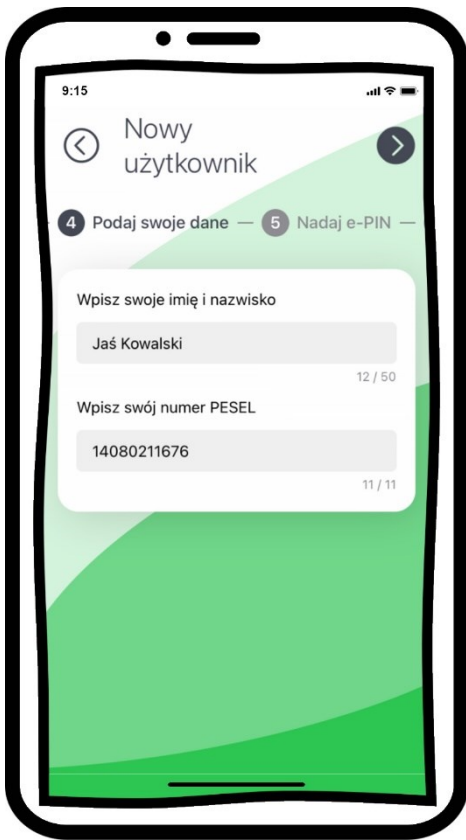 9:15
Nowy
użytkownik
4 Podaj swoje dane — 5 Nadaj e-PIN —
Wpisz swoje imię i nazwisko
Jaś Kowalski
12 / 50
Wpisz swój numer PESEL
14080211676
11 / 11